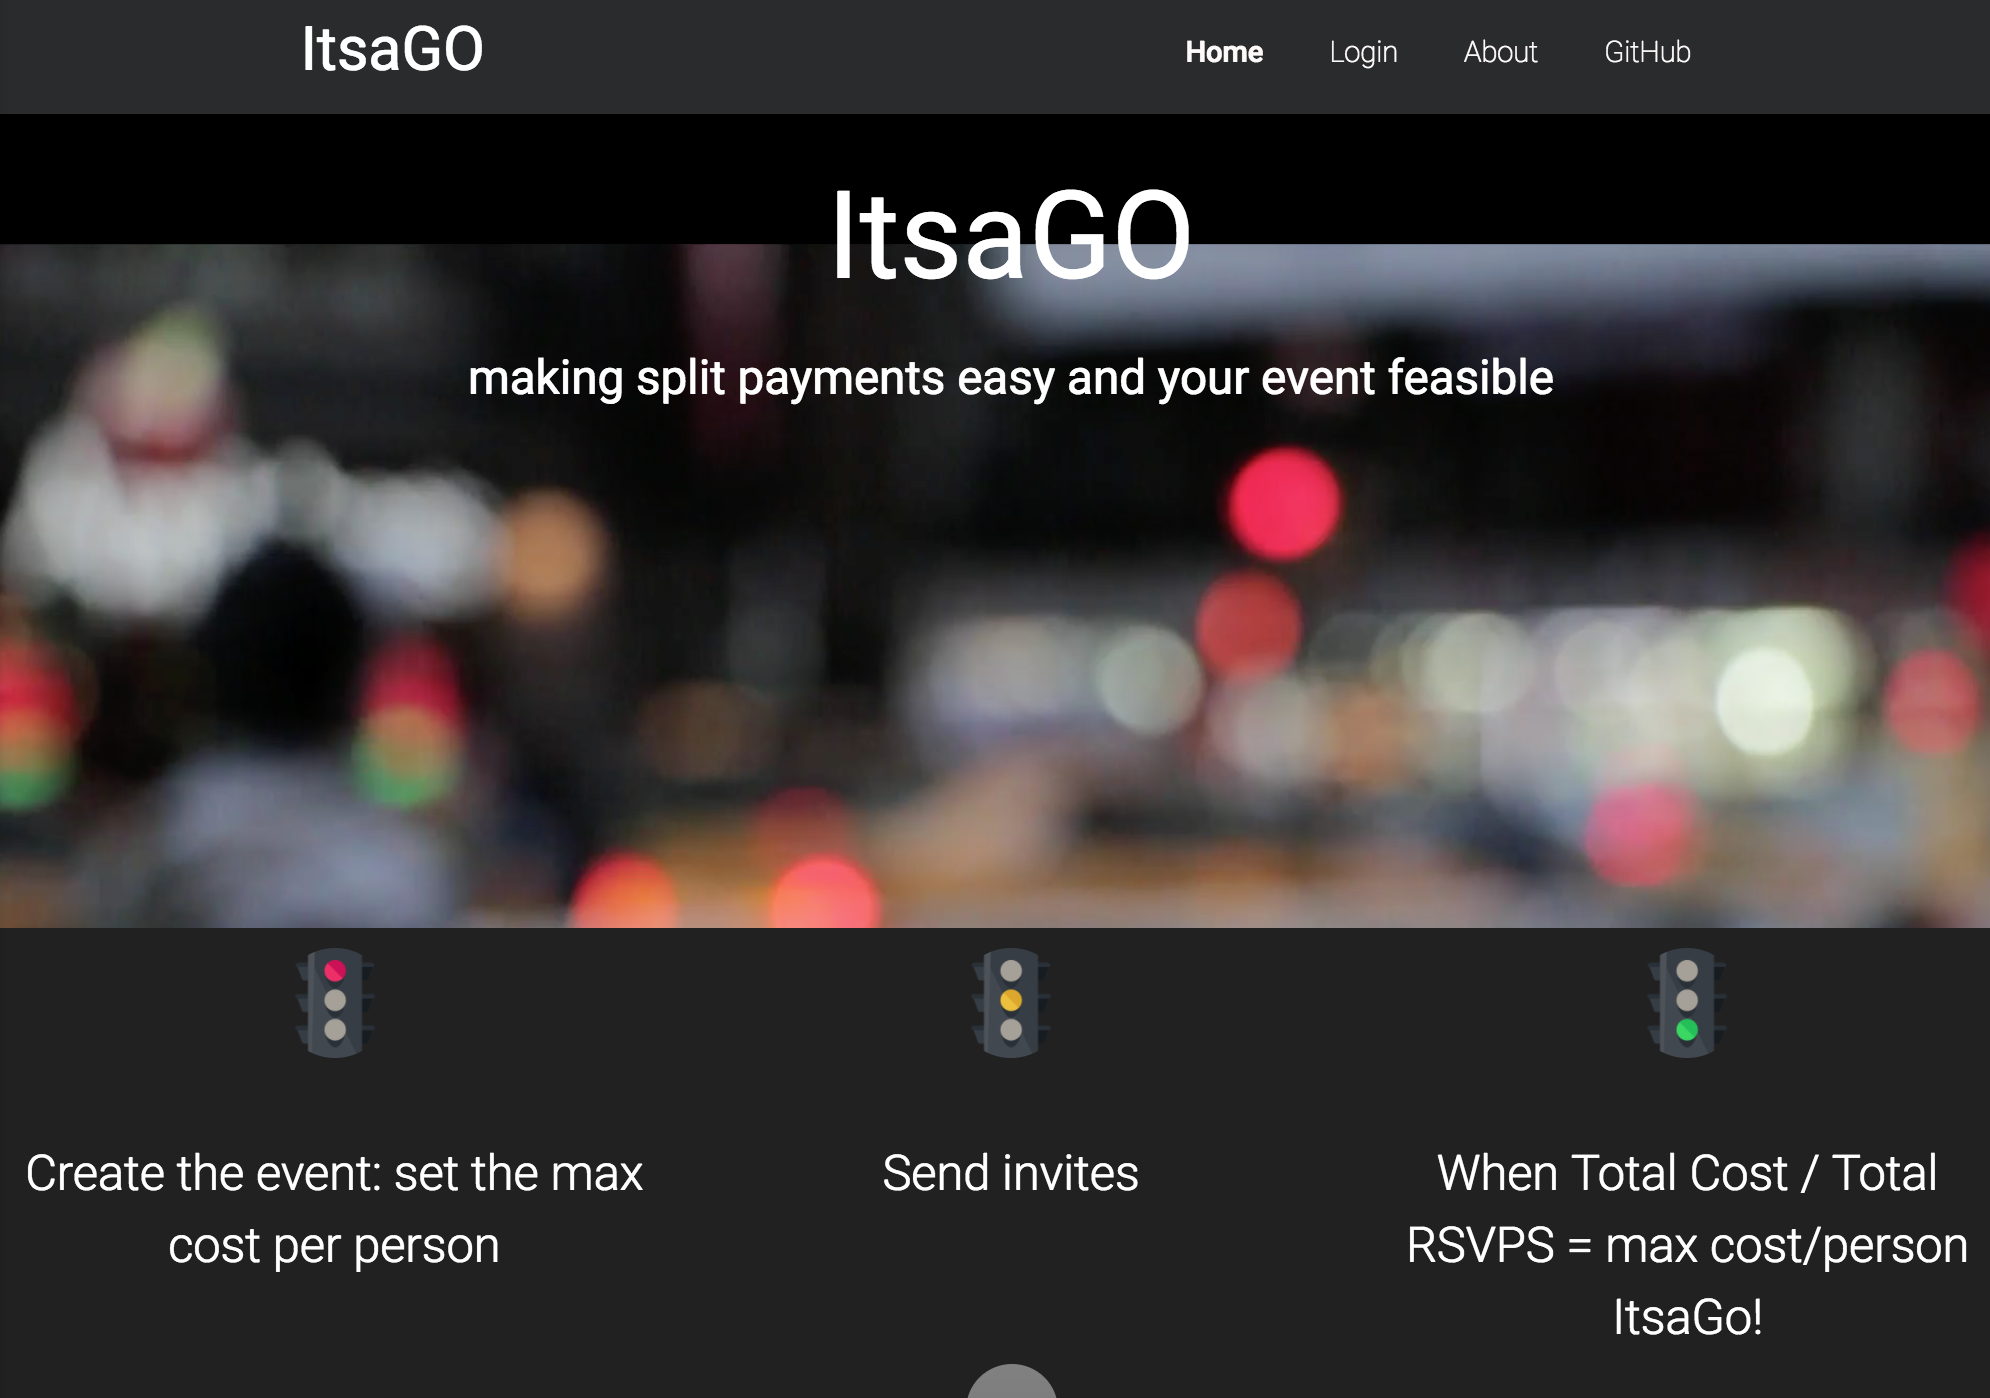 ItsaGO
Home Login About GitHub
ItsaGO
making split payments easy and your event feasible
Create the event: set the max
cost per person
Send invites
When Total Cost / Total
RSVPS = max cost/person
ItsaGo!